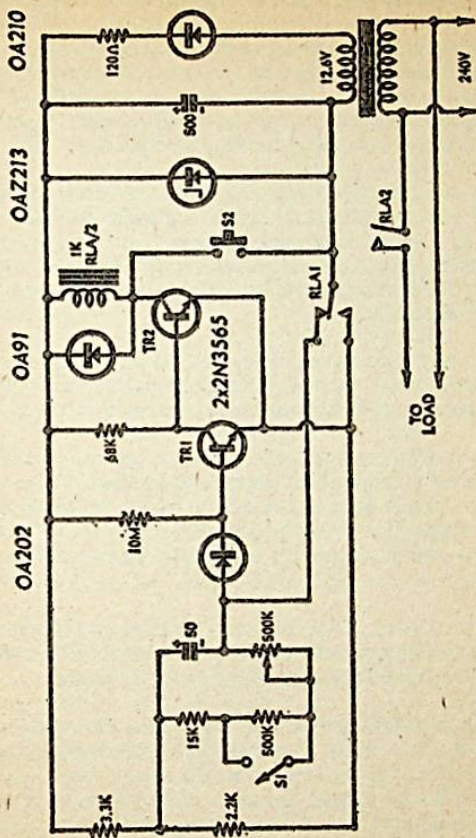 OA202
OA91
OAZ213
OA210
3.3K
10M
68K
1K
RLA/2
500
120Ω
12.6V
TR1
TR2
2x2N3565
S2
50
15K
500K
500K
S1
2.2K
RLA1
RLA2
TO
LOAD
240V